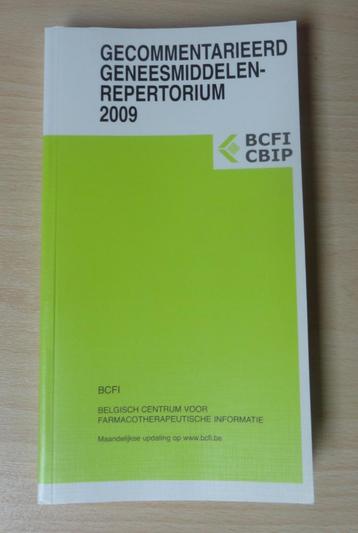 GECOMMENTARIEERD
GENEESMIDDELEN-
REPERTORIUM
2009
BCFI
CBIP
BCFI
BELGISCH CENTRUM VOOR
FARMACOTHERAPEUTISCHE INFORMATIE
Maandelijkse updating op www.bcfi.be